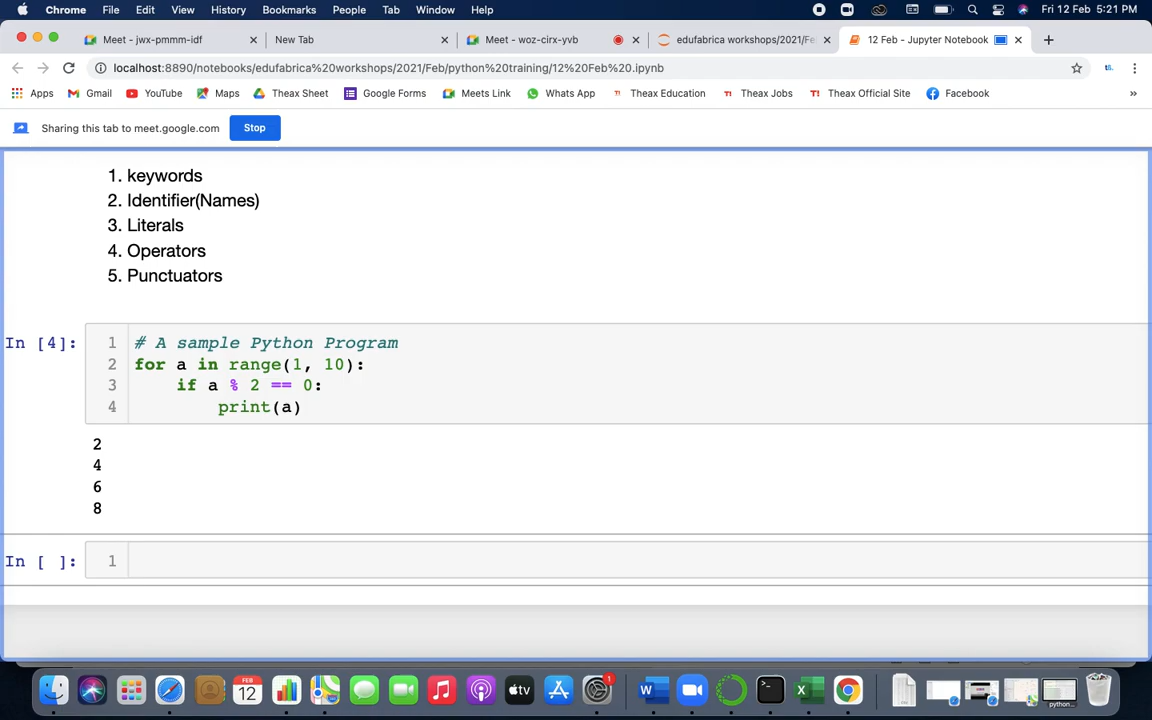 Chrome File Edit View History Bookmarks People Tab Window Help Fri 12 Feb 5:21 PM
Meet - jwx-pmmm-idf New Tab Meet - woz-cirx-yvb edufabrica workshops/2021/Fe 12 Feb - Jupyter Notebook
localhost:8890/notebooks/edufabrica%20workshops/2021/Feb/python%20training/12%20Feb%20.ipynb
Apps Gmail YouTube Maps Theax Sheet Google Forms Meets Link Whats App Theax Education Theax Jobs Theax Official Site Facebook »
Sharing this tab to meet.google.com Stop
1. keywords
2. Identifier(Names)
3. Literals
4. Operators
5. Punctuators
In [4]: 1 # A sample Python Program
2 for a in range(1, 10):
3 if a % 2 == 0:
4 print(a)
2
4
6
8
In [ ]: 1
FEB
12
tv
1
W
X
python...